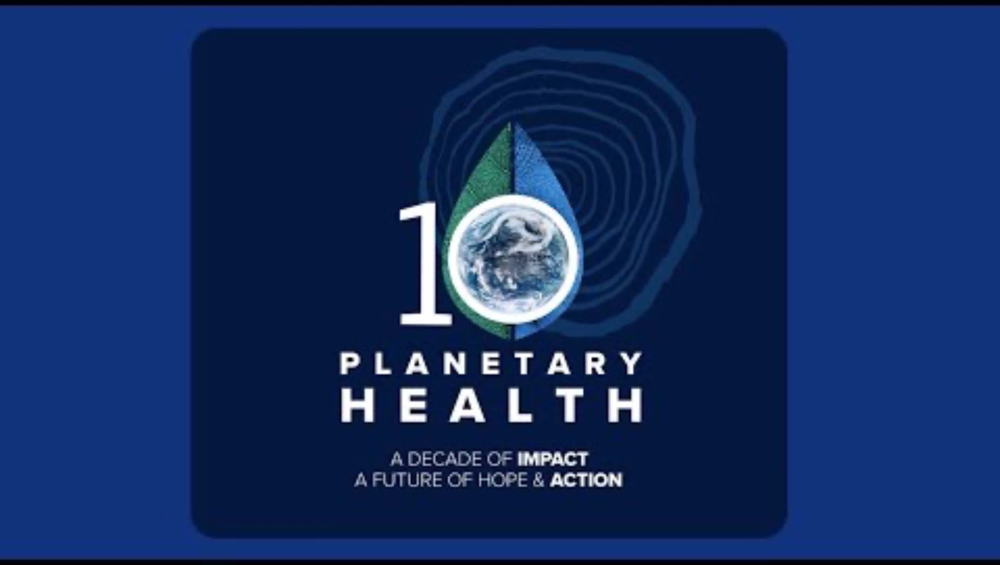 10
PLANETARY
HEALTH
A DECADE OF IMPACT
A FUTURE OF HOPE & ACTION